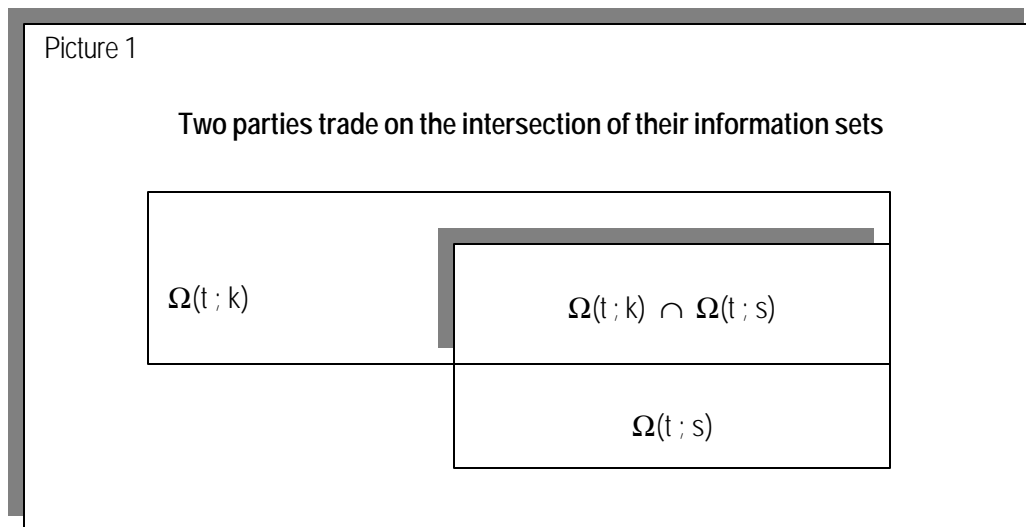 Picture 1
Two parties trade on the intersection of their information sets
Ω(t ; k)
Ω(t ; k) ∩ Ω(t ; s)
Ω(t ; s)